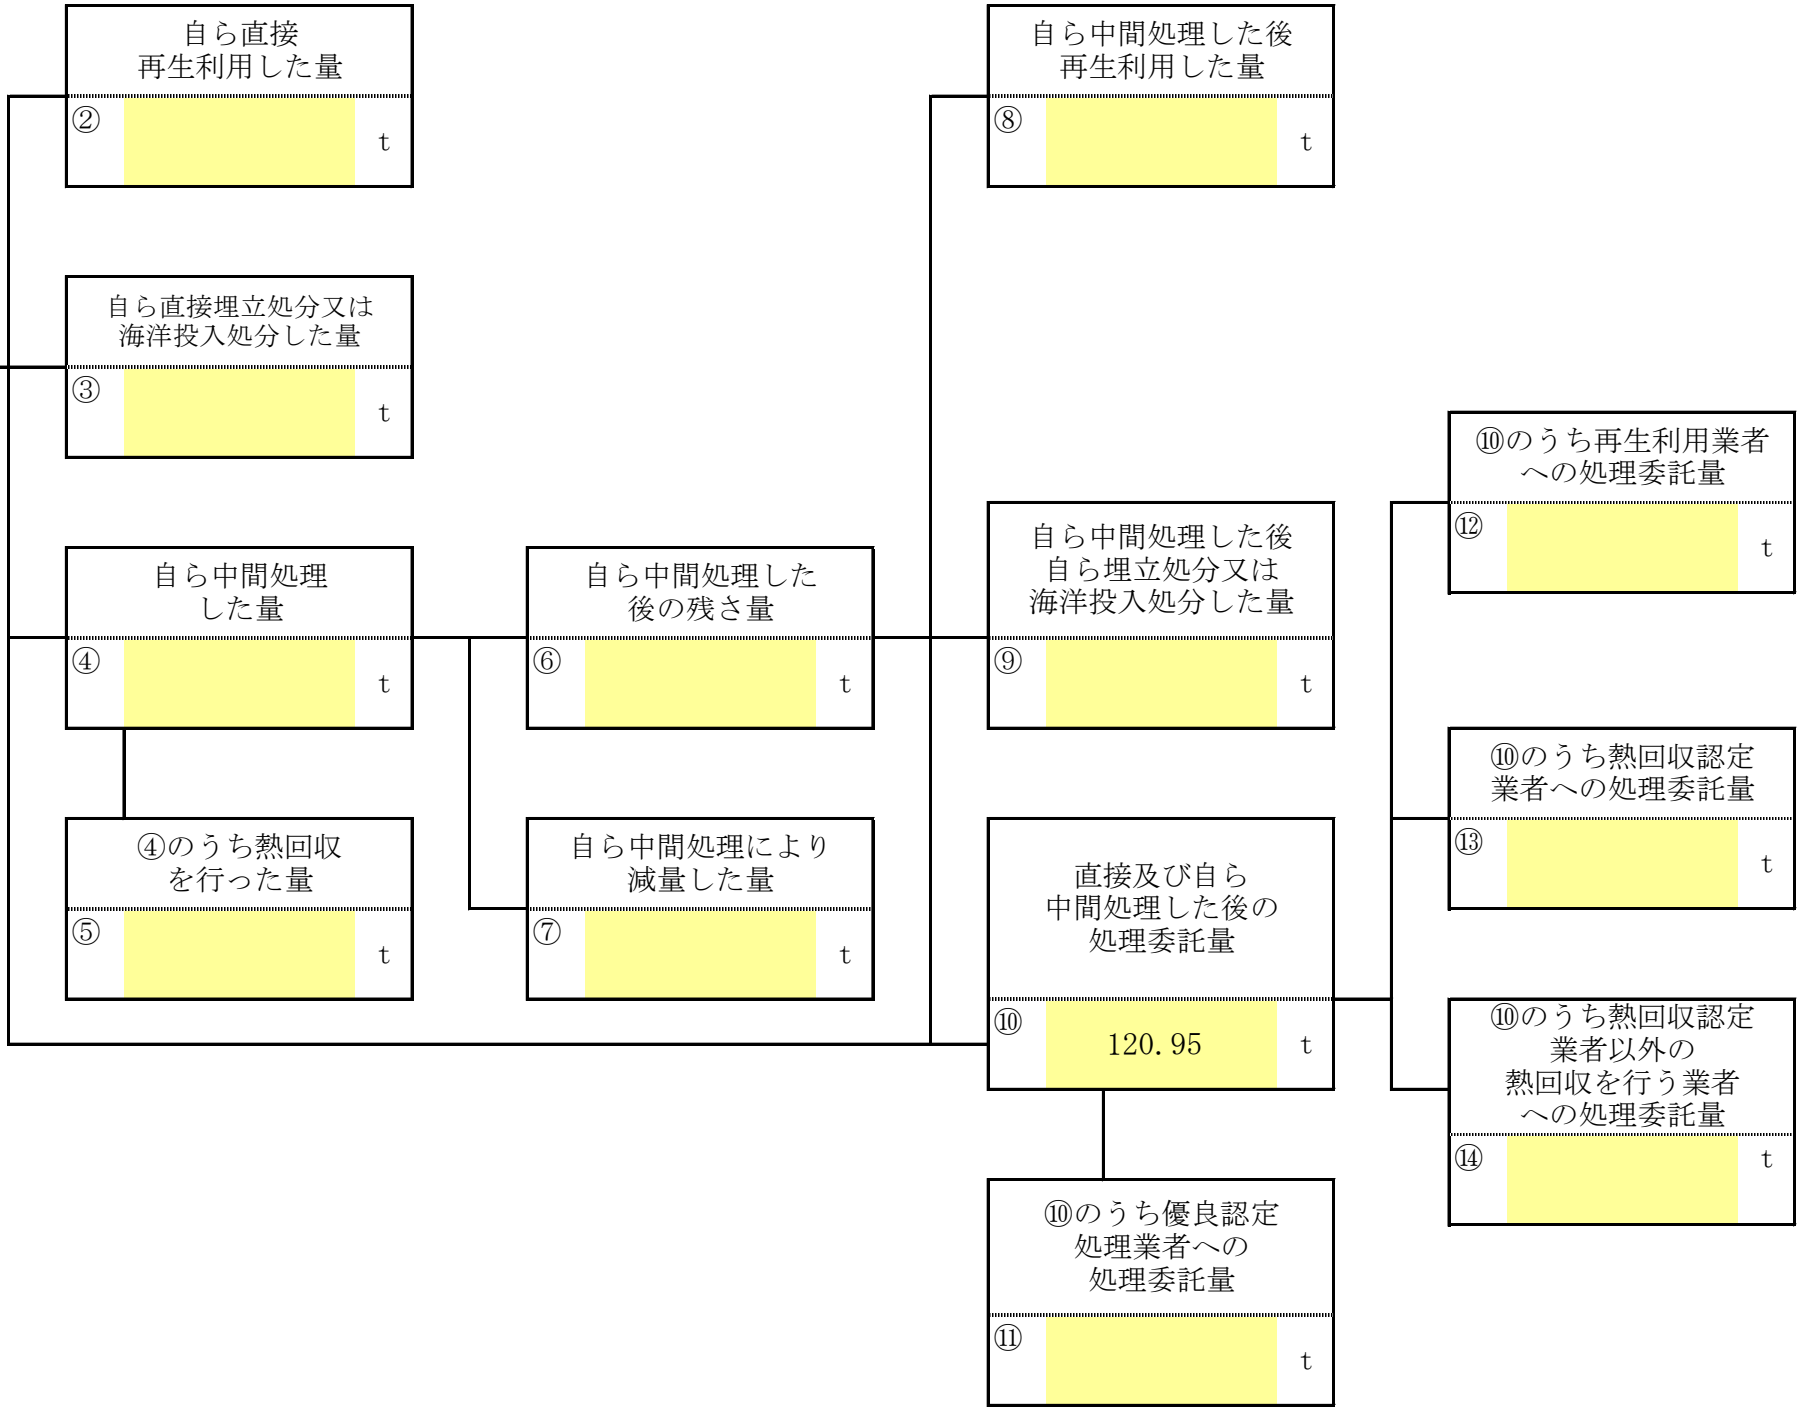 自ら直接
再生利用した量
②
t
自ら中間処理した後
再生利用した量
⑧
t
自ら直接埋立処分又は
海洋投入処分した量
③
t
⑩のうち再生利用業者
への処理委託量
⑫
t
自ら中間処理
した量
④
t
自ら中間処理した
後の残さ量
⑥
t
自ら中間処理した後
自ら埋立処分又は
海洋投入処分した量
⑨
t
⑩のうち熱回収認定
業者への処理委託量
⑬
t
④のうち熱回収
を行った量
⑤
t
自ら中間処理により
減量した量
⑦
t
直接及び自ら
中間処理した後の
処理委託量
⑩
120.95
t
⑩のうち熱回収認定
業者以外の
熱回収を行う業者
への処理委託量
⑭
t
⑩のうち優良認定
処理業者への
処理委託量
⑪
t